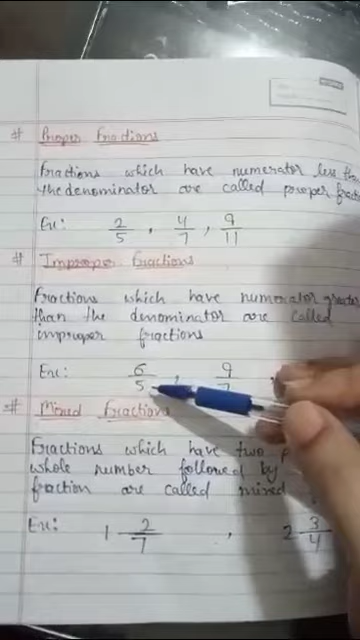 # Proper Fractions
Fractions which have numerator less than
the denominator are called proper
Ex: 2/5 , 4/7 , 9/11
# Improper Fractions
Fractions which have numerator greater
than the denominator are called
improper fractions
Ex: 6/5 , 9/7
# Mixed Fractions
Fractions which have two
whole number followed by
fraction are called mixed
Ex: 1 2/7 , 2 3/4